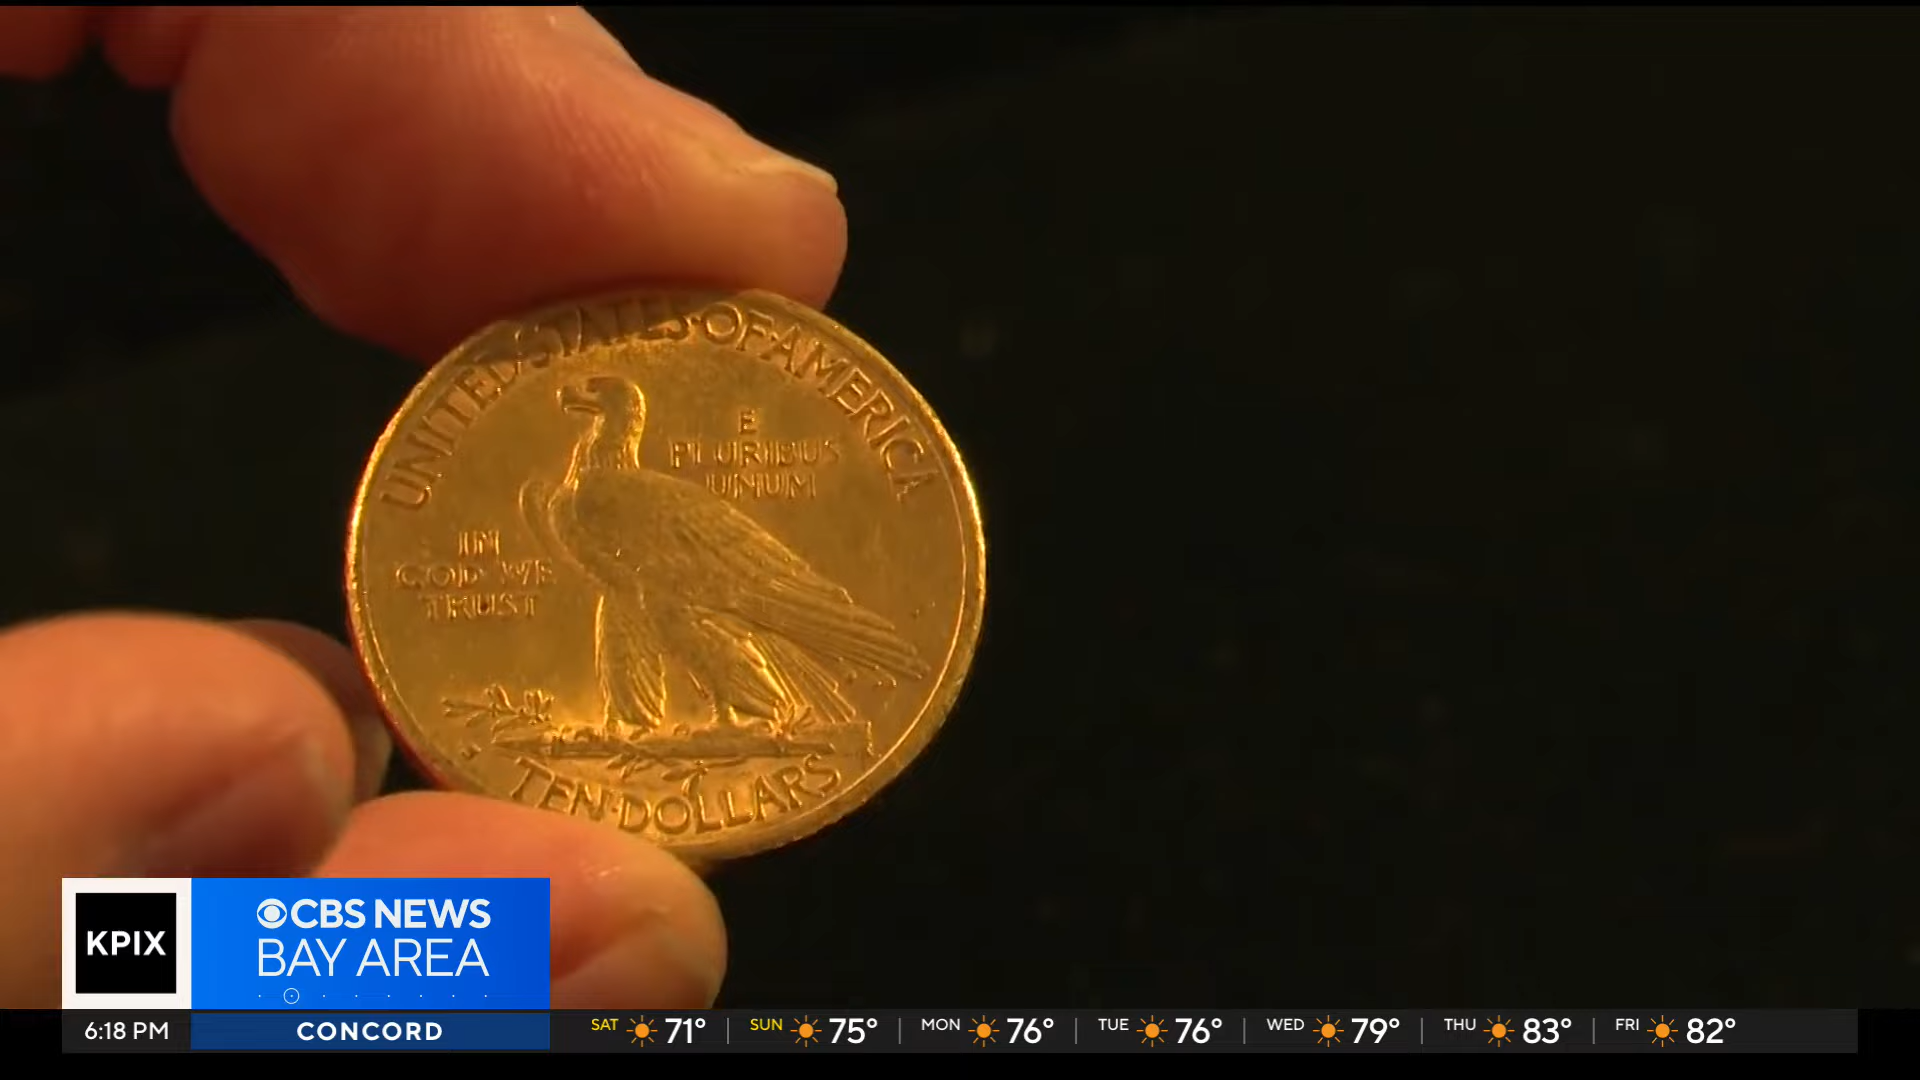 UNITED·STATES·OF·AMERICA
E
PLURIBUS
UNUM
IN
GOD WE
TRUST
TEN·DOLLARS
KPIX
CBS NEWS
BAY AREA
6:18 PM
CONCORD
SAT 71° SUN 75° MON 76° TUE 76° WED 79° THU 83° FRI 82°